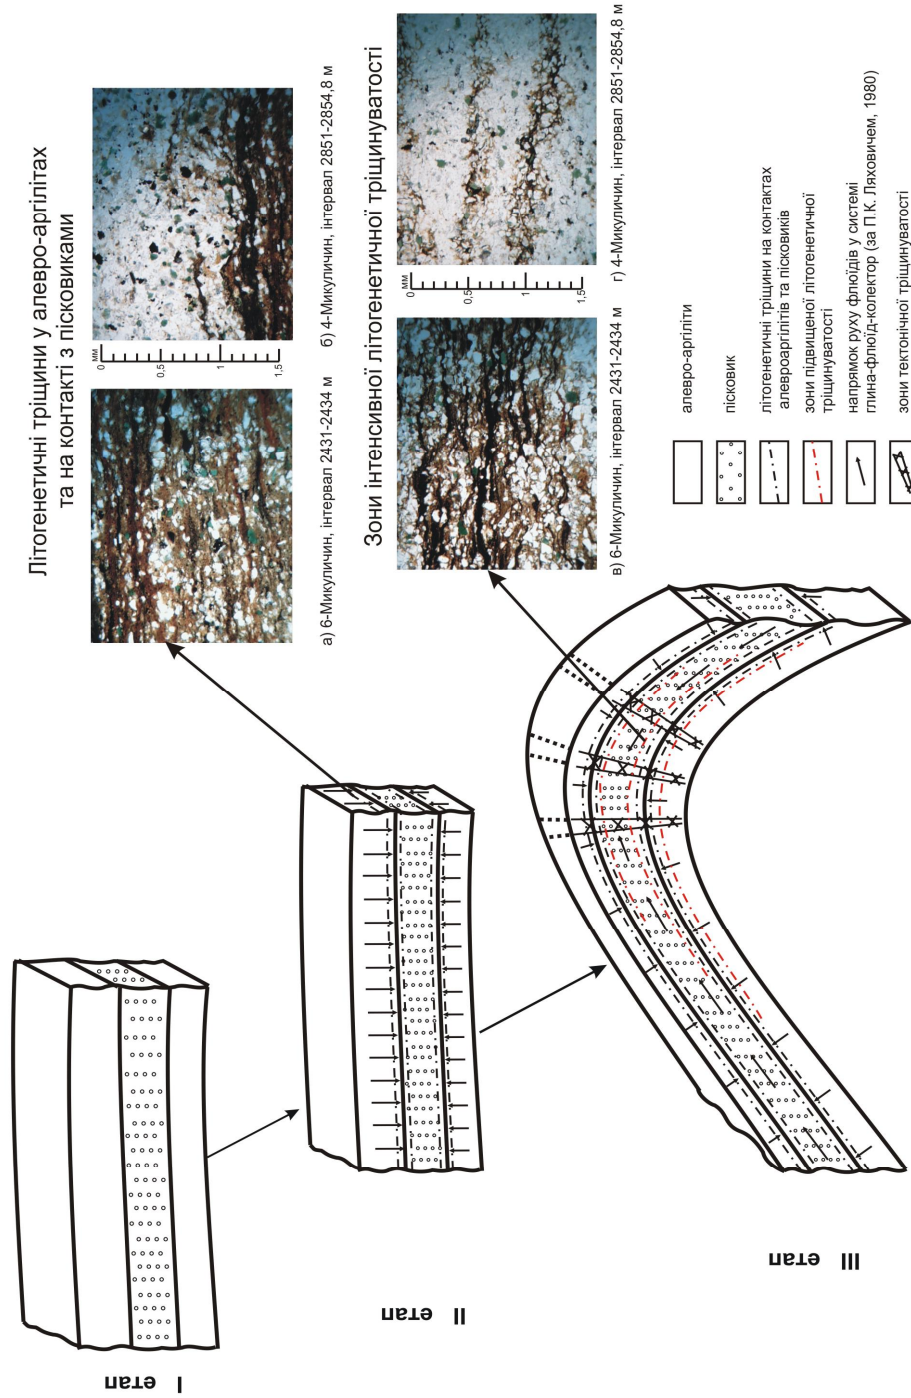 Літогенетичні тріщини у алевро-аргілітах
та на контакті з пісковиками
мм
0,5
1
1,5
а) 6-Микуличин, інтервал 2431-2434 м
б) 4-Микуличин, інтервал 2851-2854,8 м
Зони інтенсивної літогенетичної тріщинуватості
мм
0,5
1
1,5
в) 6-Микуличин, інтервал 2431-2434 м
г) 4-Микуличин, інтервал 2851-2854,8 м
I етап
II етап
III етап
алевро-аргіліти
пісковик
літогенетичні тріщини на контактах
алевроаргілітів та пісковиків
зони підвищеної літогенетичної
тріщинуватості
напрямок руху флюїдів у системі
глина-флюїд-колектор (за П.К. Ляховичем, 1980)
зони тектонічної тріщинуватості